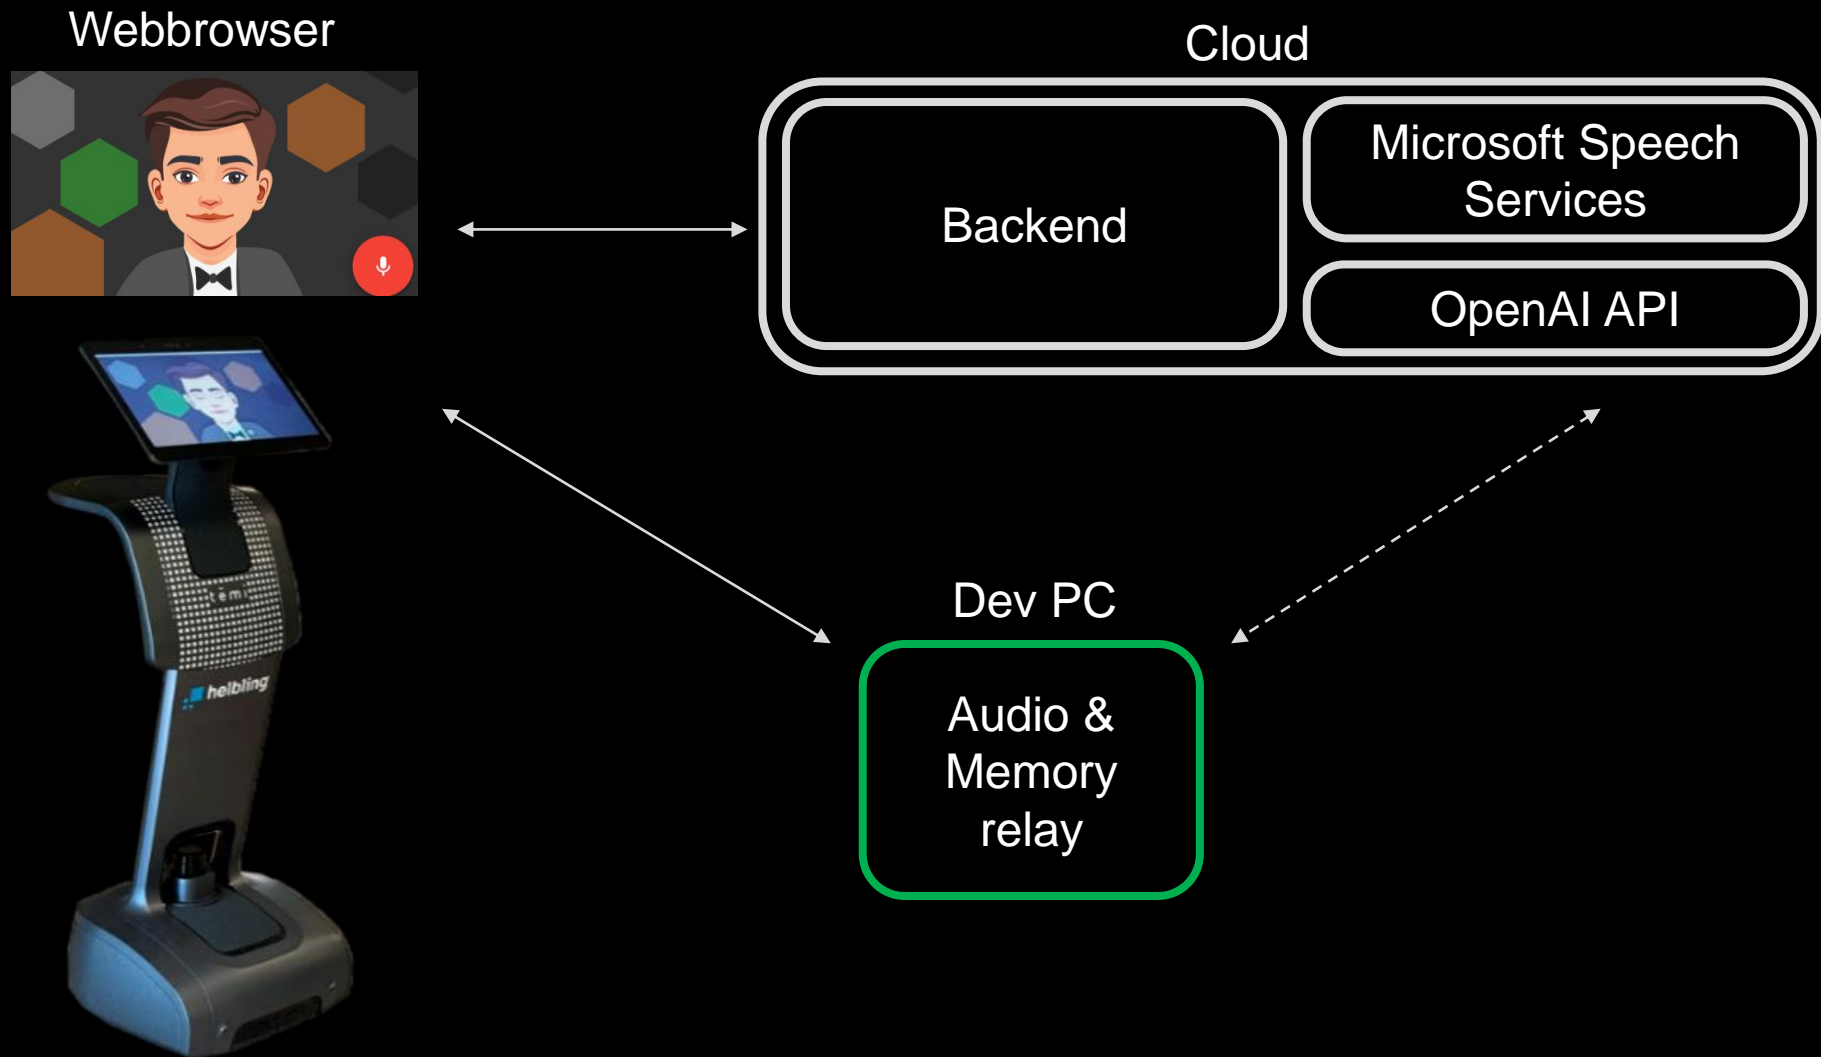 Webbrowser
Cloud
Backend
Microsoft Speech
Services
OpenAI API
Dev PC
Audio &
Memory
relay
temi
helbling